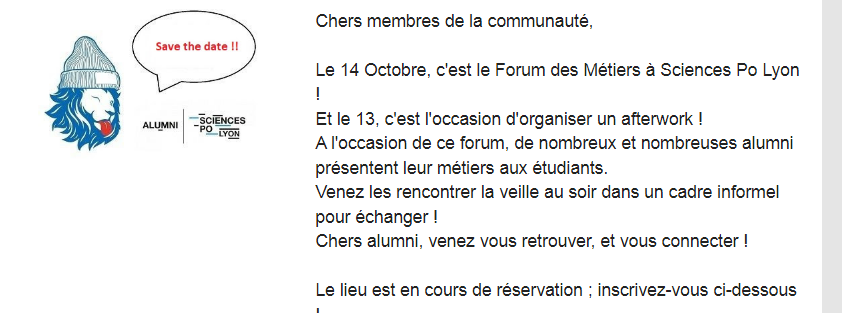 Save the date !!
ALUMNI
SCIENCES
PO
LYON
Chers membres de la communauté,
Le 14 Octobre, c'est le Forum des Métiers à Sciences Po Lyon
!
Et le 13, c'est l'occasion d'organiser un afterwork !
A l'occasion de ce forum, de nombreux et nombreuses alumni
présentent leur métiers aux étudiants.
Venez les rencontrer la veille au soir dans un cadre informel
pour échanger !
Chers alumni, venez vous retrouver, et vous connecter !
Le lieu est en cours de réservation ; inscrivez-vous ci-dessous
!